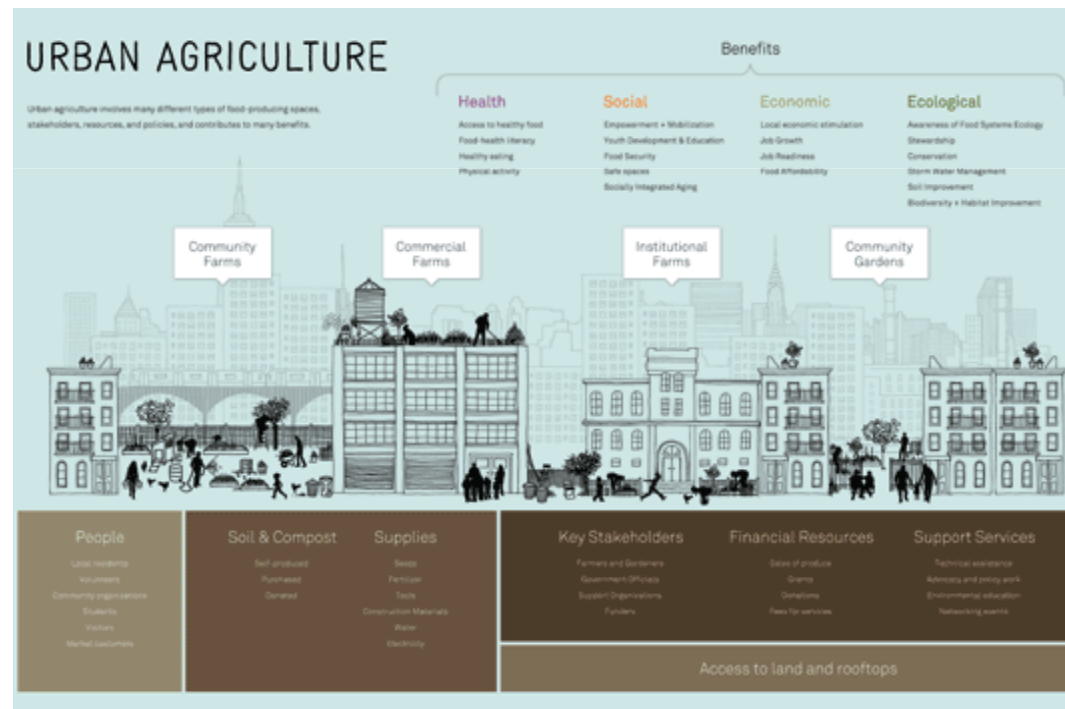 URBAN AGRICULTURE
Urban agriculture involves many different types of food-producing spaces,
stakeholders, resources, and policies, and contributes to many benefits.
Benefits
Health
Access to healthy food
Food-health literacy
Healthy eating
Physical activity
Social
Empowerment + Mobilization
Youth Development & Education
Food Security
Safe spaces
Socially Integrated Aging
Economic
Local economic stimulation
Job Growth
Job Readiness
Food Affordability
Ecological
Awareness of Food Systems Ecology
Stewardship
Conservation
Storm Water Management
Soil Improvement
Biodiversity + Habitat Improvement
Community
Farms
Commercial
Farms
Institutional
Farms
Community
Gardens
People
Local residents
Volunteers
Community organizations
Students
Visitors
Market customers
Soil & Compost
Self-produced
Purchased
Donated
Supplies
Seeds
Fertilizer
Tools
Construction Materials
Water
Electricity
Key Stakeholders
Farmers and Gardeners
Government Officials
Support Organizations
Funders
Financial Resources
Sales of produce
Grants
Donations
Fees for services
Support Services
Technical assistance
Advocacy and policy work
Environmental education
Networking events
Access to land and rooftops